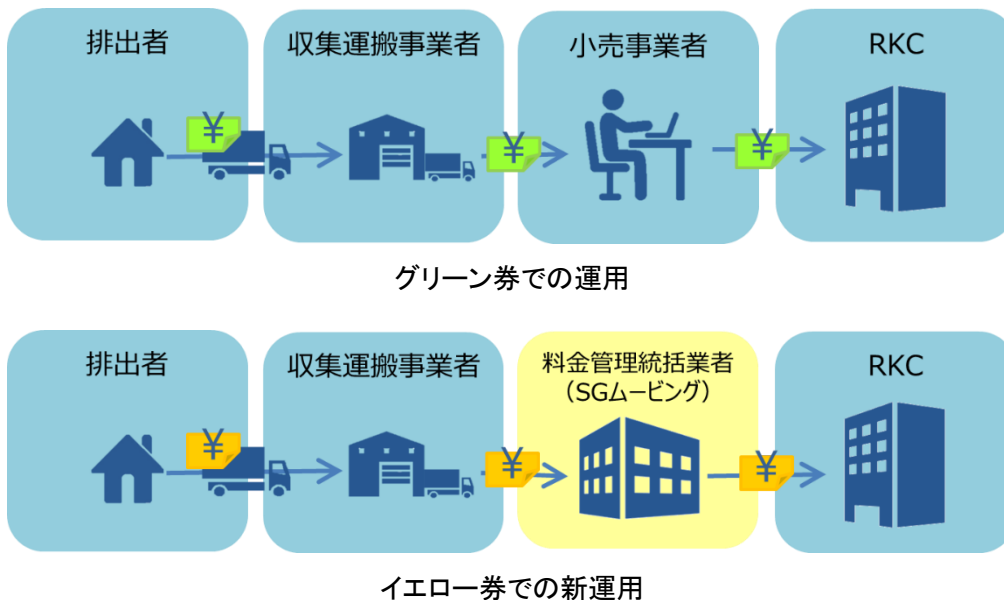 排出者
収集運搬事業者
小売事業者
RKC
¥
¥
¥
グリーン券での運用
排出者
収集運搬事業者
料金管理統括業者
（SGムービング）
RKC
¥
¥
¥
イエロー券での新運用